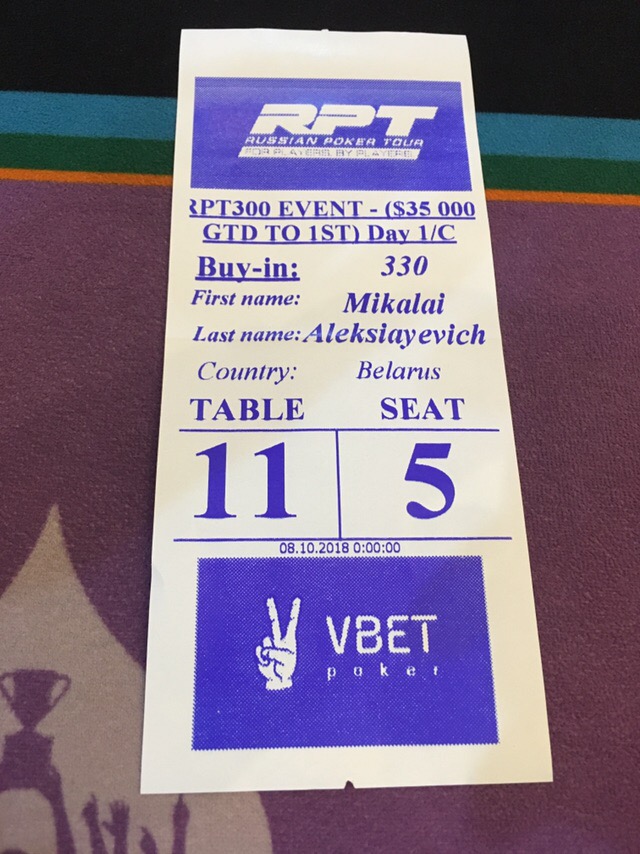 RPT
RUSSIAN POKER TOUR
FOR PLAYERS, BY PLAYERS
RPT300 EVENT - ($35 000
GTD TO 1ST) Day 1/C
Buy-in: 330
First name: Mikalai
Last name: Aleksiayevich
Country: Belarus
TABLE SEAT
11 5
08.10.2018 0:00:00
VBET
poker